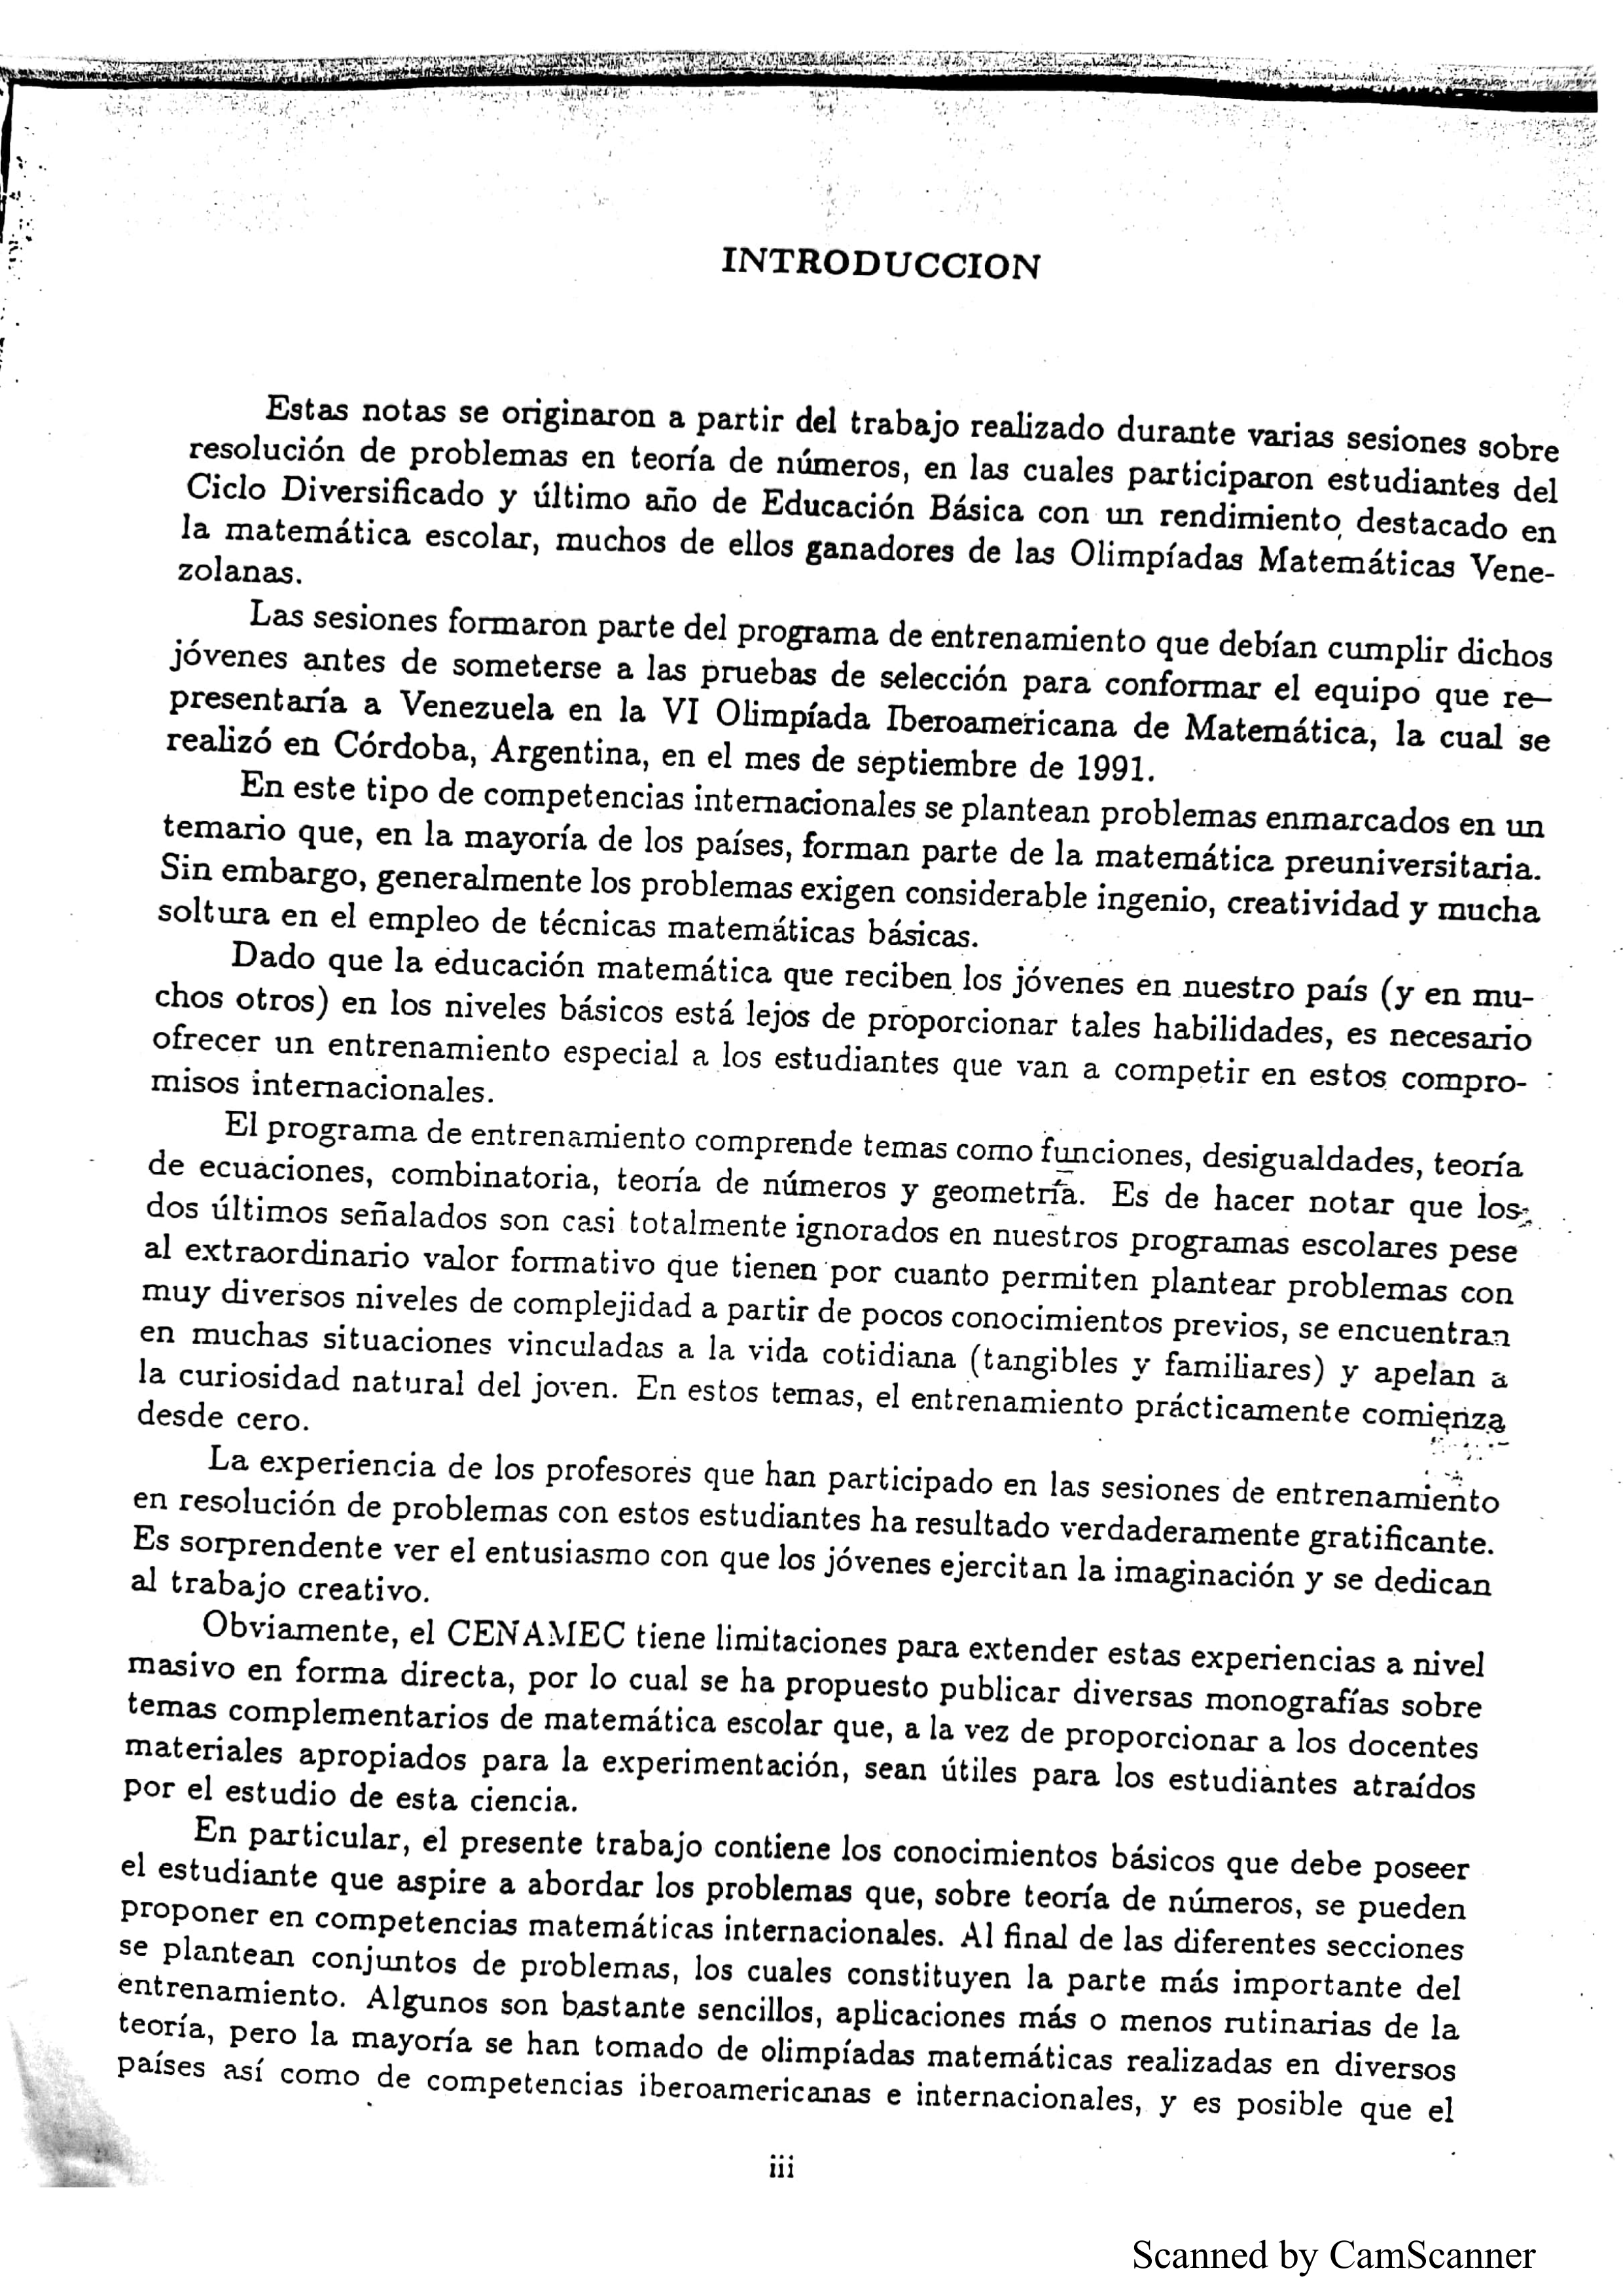 INTRODUCCION
Estas notas se originaron a partir del trabajo realizado durante varias sesiones sobre
resolución de problemas en teoría de números, en las cuales participaron estudiantes del
Ciclo Diversificado y último año de Educación Básica con un rendimiento destacado en
la matemática escolar, muchos de ellos ganadores de las Olimpíadas Matemáticas Vene-
zolanas.
Las sesiones formaron parte del programa de entrenamiento que debían cumplir dichos
jóvenes antes de someterse a las pruebas de selección para conformar el equipo que re-
presentaría a Venezuela en la VI Olimpíada Iberoamericana de Matemática, la cual se
realizó en Córdoba, Argentina, en el mes de septiembre de 1991.
En este tipo de competencias internacionales se plantean problemas enmarcados en un
temario que, en la mayoría de los países, forman parte de la matemática preuniversitaria.
Sin embargo, generalmente los problemas exigen considerable ingenio, creatividad y mucha
soltura en el empleo de técnicas matemáticas básicas.
Dado que la educación matemática que reciben los jóvenes en nuestro país (y en mu-
chos otros) en los niveles básicos está lejos de proporcionar tales habilidades, es necesario
ofrecer un entrenamiento especial a los estudiantes que van a competir en estos compro-
misos internacionales.
El programa de entrenamiento comprende temas como funciones, desigualdades, teoría
de ecuaciones, combinatoria, teoría de números y geometría. Es de hacer notar que los
dos últimos señalados son casi totalmente ignorados en nuestros programas escolares pese
al extraordinario valor formativo que tienen por cuanto permiten plantear problemas con
muy diversos niveles de complejidad a partir de pocos conocimientos previos, se encuentran
en muchas situaciones vinculadas a la vida cotidiana (tangibles y familiares) y apelan a
la curiosidad natural del joven. En estos temas, el entrenamiento prácticamente comienza
desde cero.
La experiencia de los profesores que han participado en las sesiones de entrenamiento
en resolución de problemas con estos estudiantes ha resultado verdaderamente gratificante.
Es sorprendente ver el entusiasmo con que los jóvenes ejercitan la imaginación y se dedican
al trabajo creativo.
Obviamente, el CENAMEC tiene limitaciones para extender estas experiencias a nivel
masivo en forma directa, por lo cual se ha propuesto publicar diversas monografías sobre
temas complementarios de matemática escolar que, a la vez de proporcionar a los docentes
materiales apropiados para la experimentación, sean útiles para los estudiantes atraídos
por el estudio de esta ciencia.
En particular, el presente trabajo contiene los conocimientos básicos que debe poseer
el estudiante que aspire a abordar los problemas que, sobre teoría de números, se pueden
proponer en competencias matemáticas internacionales. Al final de las diferentes secciones
se plantean conjuntos de problemas, los cuales constituyen la parte más importante del
entrenamiento. Algunos son bastante sencillos, aplicaciones más o menos rutinarias de la
teoría, pero la mayoría se han tomado de olimpíadas matemáticas realizadas en diversos
países así como de competencias iberoamericanas e internacionales, y es posible que el
iii
Scanned by CamScanner